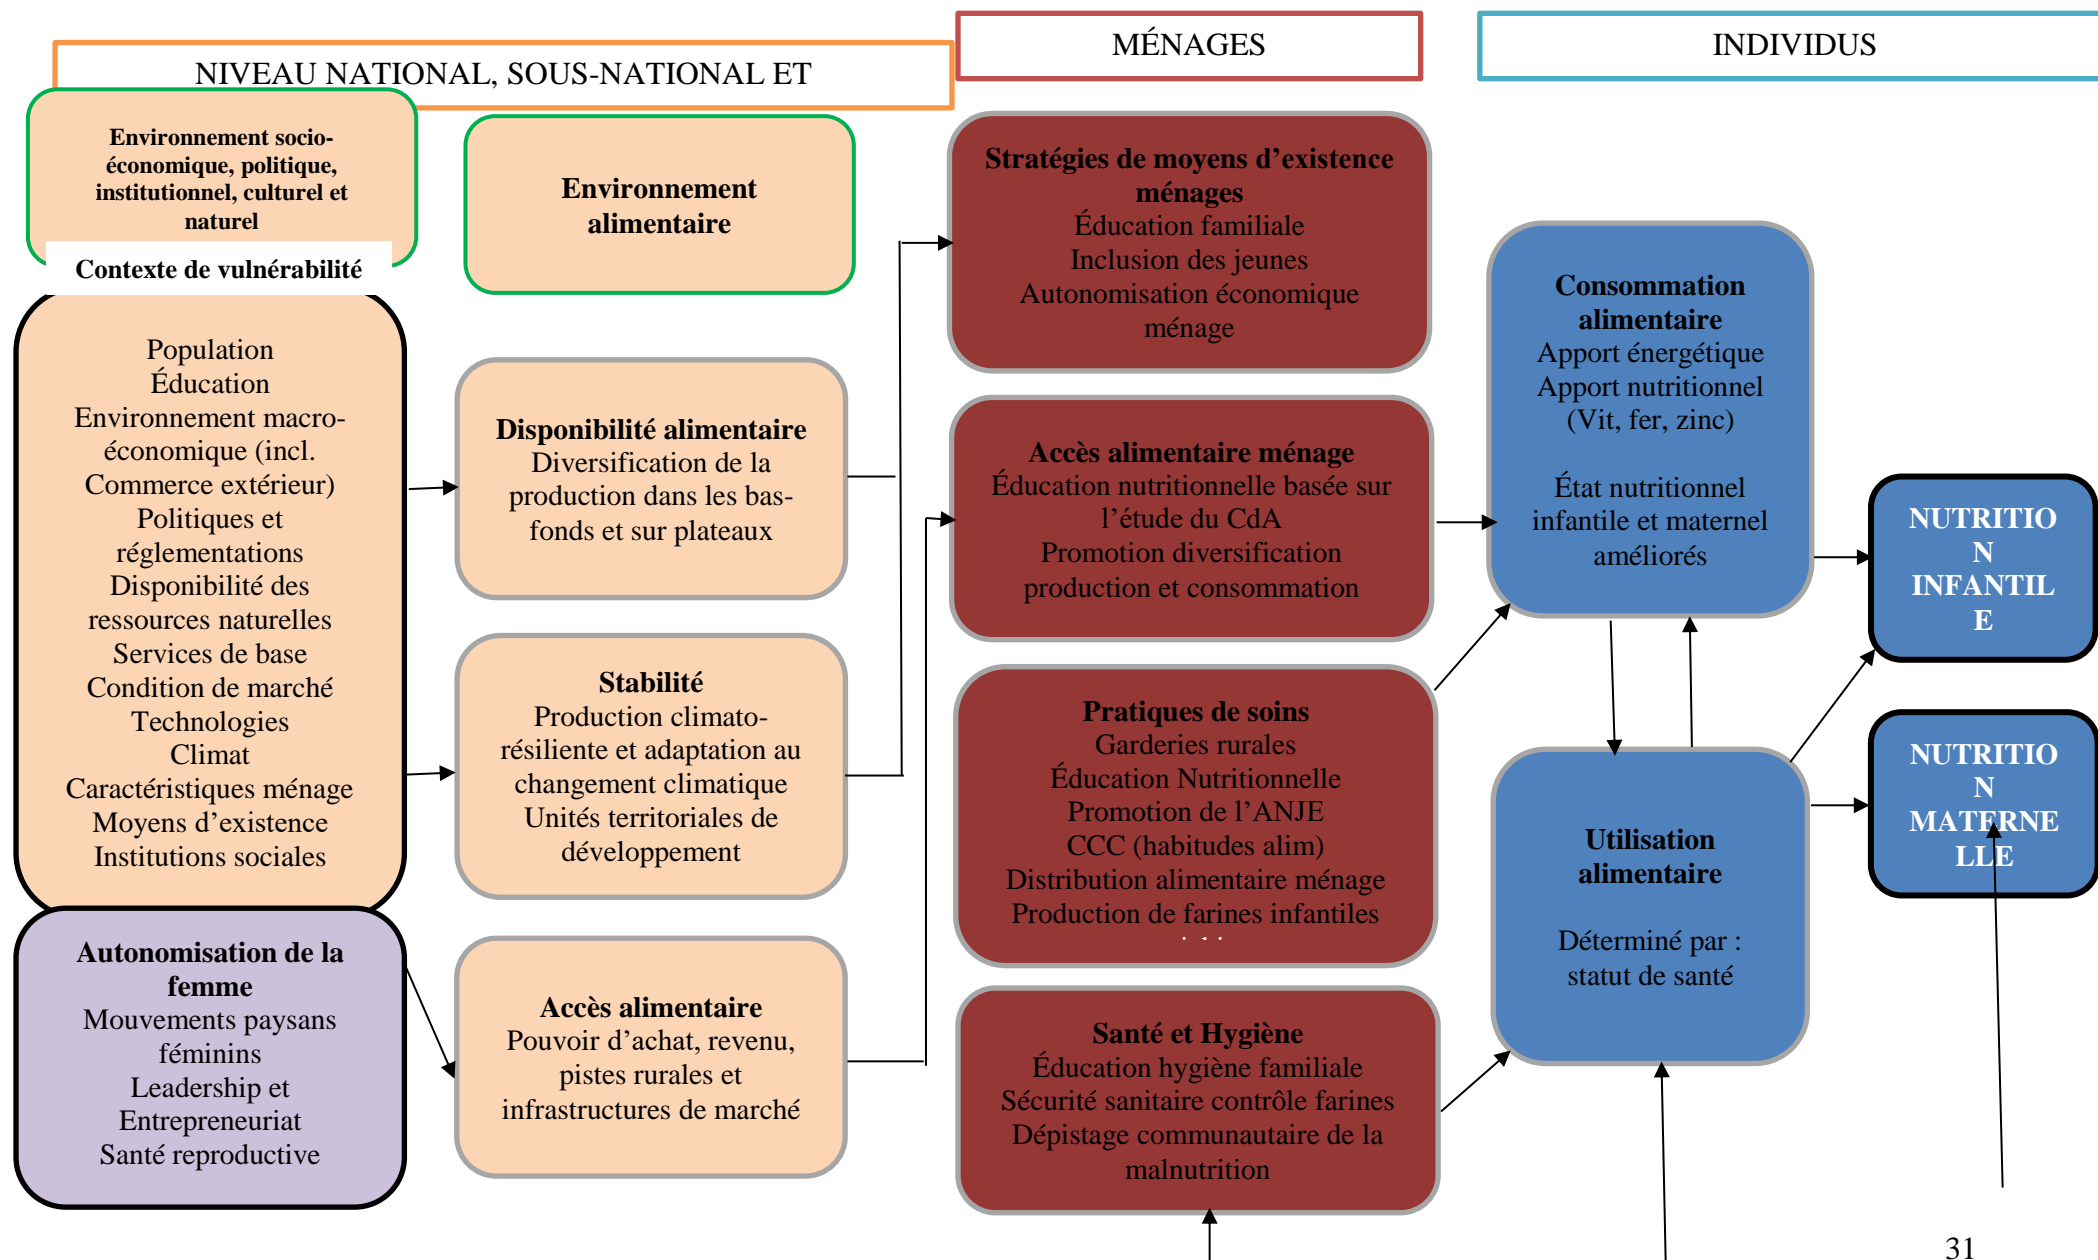 NIVEAU NATIONAL, SOUS-NATIONAL ET
MÉNAGES
INDIVIDUS
Environnement socio-
économique, politique,
institutionnel, culturel et
naturel
Contexte de vulnérabilité
Population
Éducation
Environnement macro-
économique (incl.
Commerce extérieur)
Politiques et
réglementations
Disponibilité des
ressources naturelles
Services de base
Condition de marché
Technologies
Climat
Caractéristiques ménage
Moyens d’existence
Institutions sociales
Autonomisation de la
femme
Mouvements paysans
féminins
Leadership et
Entrepreneuriat
Santé reproductive
Environnement
alimentaire
Disponibilité alimentaire
Diversification de la
production dans les bas-
fonds et sur plateaux
Stabilité
Production climato-
résiliente et adaptation au
changement climatique
Unités territoriales de
développement
Accès alimentaire
Pouvoir d’achat, revenu,
pistes rurales et
infrastructures de marché
Stratégies de moyens d’existence
ménages
Éducation familiale
Inclusion des jeunes
Autonomisation économique
ménage
Accès alimentaire ménage
Éducation nutritionnelle basée sur
l’étude du CdA
Promotion diversification
production et consommation
Pratiques de soins
Garderies rurales
Éducation Nutritionnelle
Promotion de l’ANJE
CCC (habitudes alim)
Distribution alimentaire ménage
Production de farines infantiles
Santé et Hygiène
Éducation hygiène familiale
Sécurité sanitaire contrôle farines
Dépistage communautaire de la
malnutrition
Consommation
alimentaire
Apport énergétique
Apport nutritionnel
(Vit, fer, zinc)
État nutritionnel
infantile et maternel
améliorés
Utilisation
alimentaire
Déterminé par :
statut de santé
NUTRITIO
N
INFANTIL
E
NUTRITIO
N
MATERNE
LLE
31